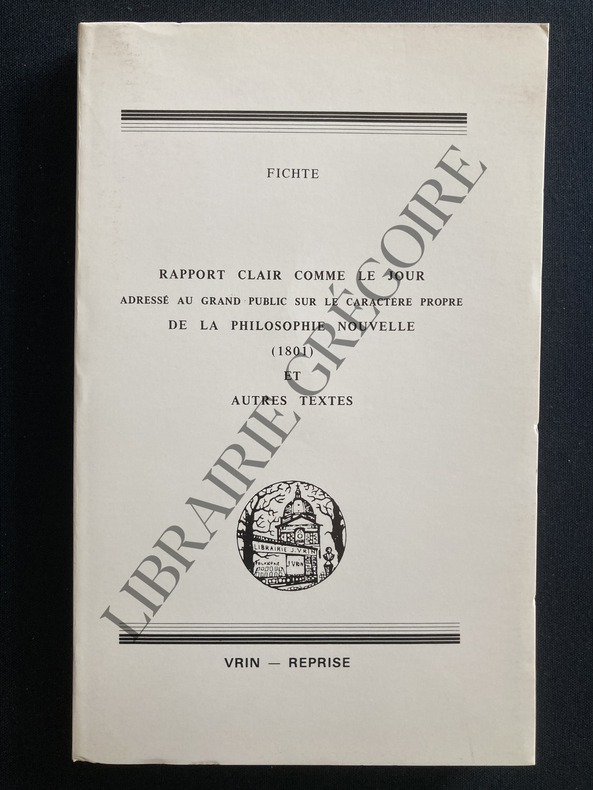 FICHTE
RAPPORT CLAIR COMME LE JOUR
ADRESSÉ AU GRAND PUBLIC SUR LE CARACTÈRE PROPRE
DE LA PHILOSOPHIE NOUVELLE
(1801)
ET
AUTRES TEXTES
LIBRAIRIE J. VRIN
J. VRIN
VRIN — REPRISE
LIBRAIRIE GRÉGOIRE